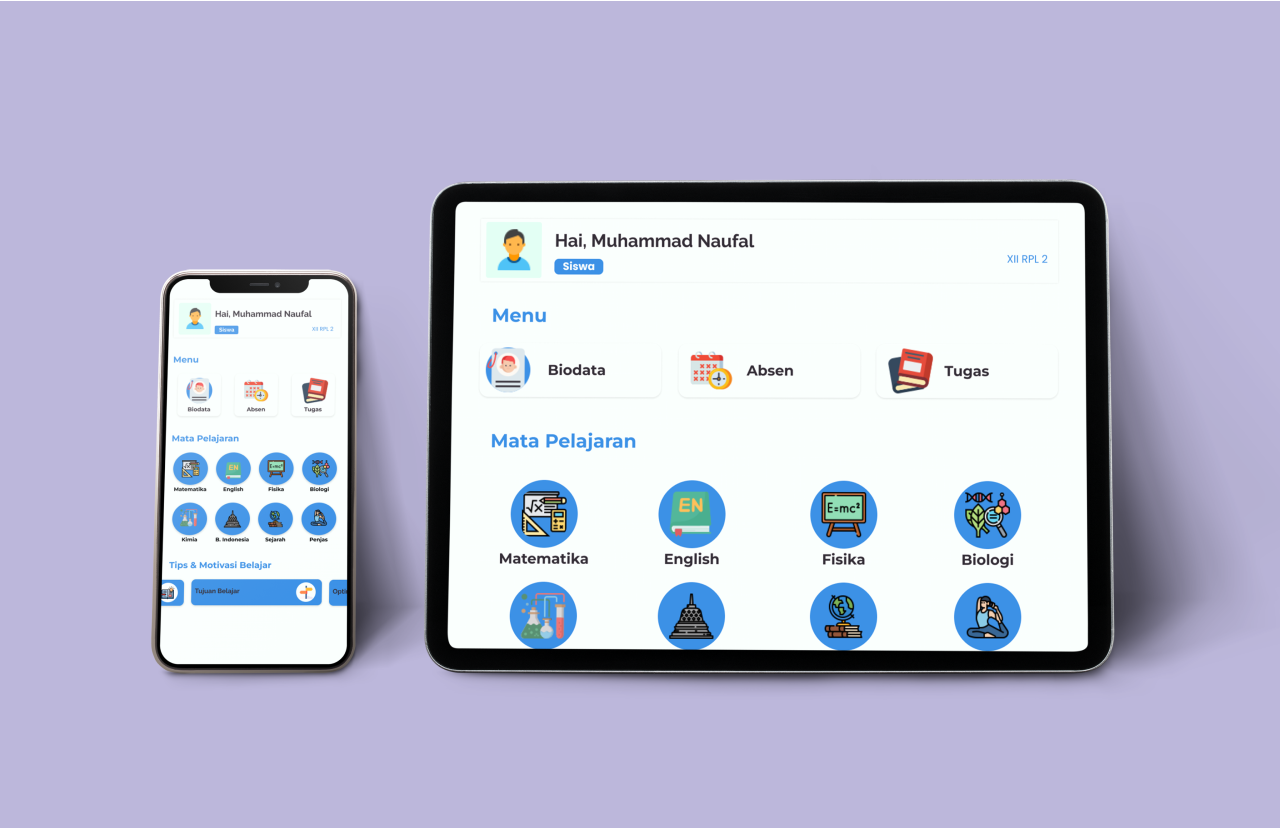 Hai, Muhammad Naufal
Siswa
XII RPL 2
Menu
Biodata
Absen
Tugas
Mata Pelajaran
Matematika
English
Fisika
Biologi
Kimia
B. Indonesia
Sejarah
Penjas
Tips & Motivasi Belajar
Tujuan Belajar
EN
E=mc²
Hai, Muhammad Naufal
Siswa
XII RPL 2
Menu
Biodata
Absen
Tugas
Mata Pelajaran
√x
EN
E=mc²
Matematika
English
Fisika
Biologi